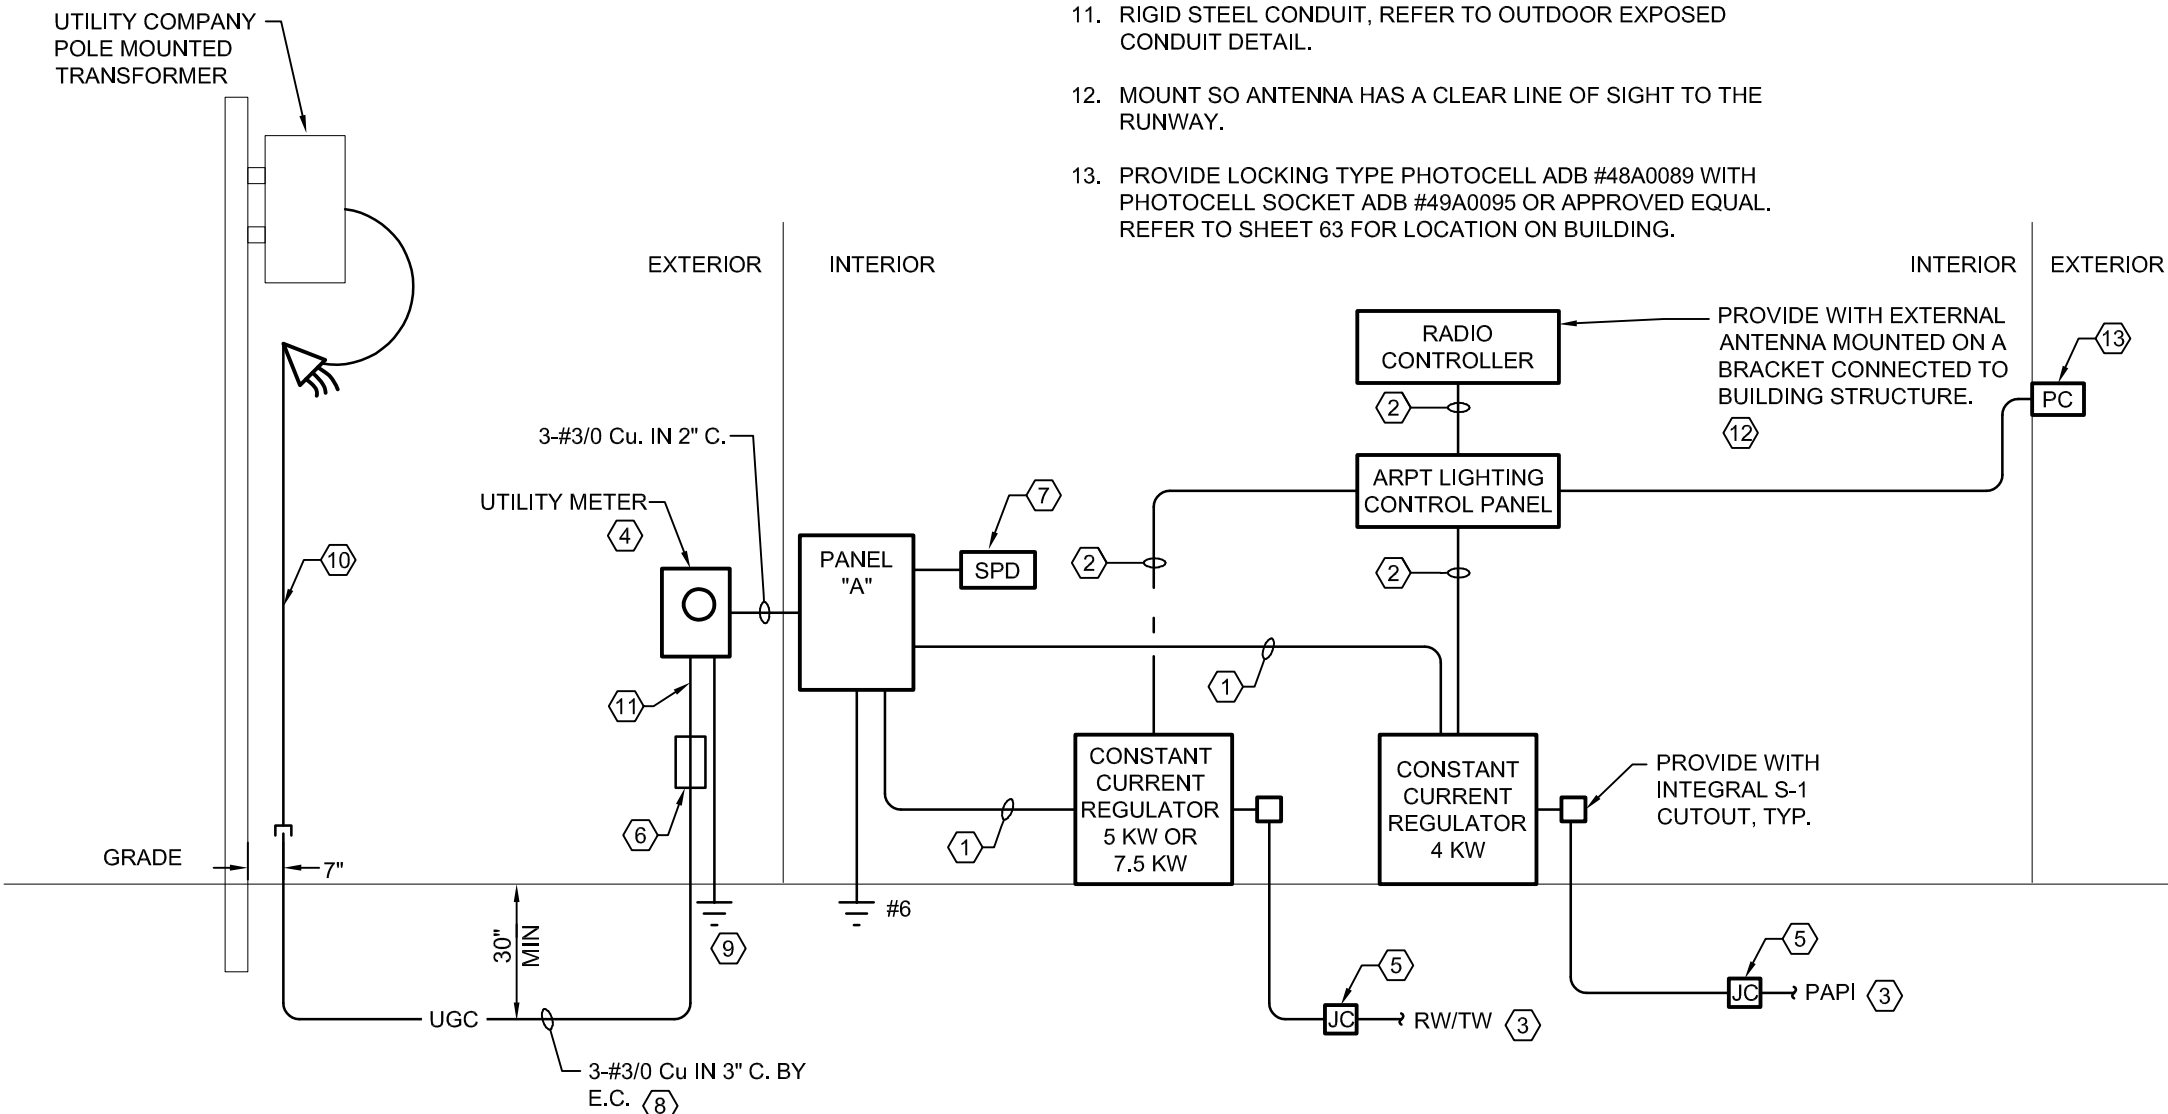 UTILITY COMPANY
POLE MOUNTED
TRANSFORMER
11. RIGID STEEL CONDUIT, REFER TO OUTDOOR EXPOSED
CONDUIT DETAIL.
12. MOUNT SO ANTENNA HAS A CLEAR LINE OF SIGHT TO THE
RUNWAY.
13. PROVIDE LOCKING TYPE PHOTOCELL ADB #48A0089 WITH
PHOTOCELL SOCKET ADB #49A0095 OR APPROVED EQUAL.
REFER TO SHEET 63 FOR LOCATION ON BUILDING.
EXTERIOR
INTERIOR
INTERIOR
EXTERIOR
RADIO
CONTROLLER
PROVIDE WITH EXTERNAL
ANTENNA MOUNTED ON A
BRACKET CONNECTED TO
BUILDING STRUCTURE.
12
13
PC
2
3-#3/0 Cu. IN 2" C.
ARPT LIGHTING
CONTROL PANEL
UTILITY METER
4
7
SPD
PANEL
"A"
10
2
2
11
1
6
1
CONSTANT
CURRENT
REGULATOR
5 KW OR
7.5 KW
CONSTANT
CURRENT
REGULATOR
4 KW
PROVIDE WITH
INTEGRAL S-1
CUTOUT, TYP.
GRADE
7"
30"
MIN
#6
9
5
5
JC
PAPI
3
JC
RW/TW
3
UGC
3-#3/0 Cu IN 3" C. BY
E.C.
8